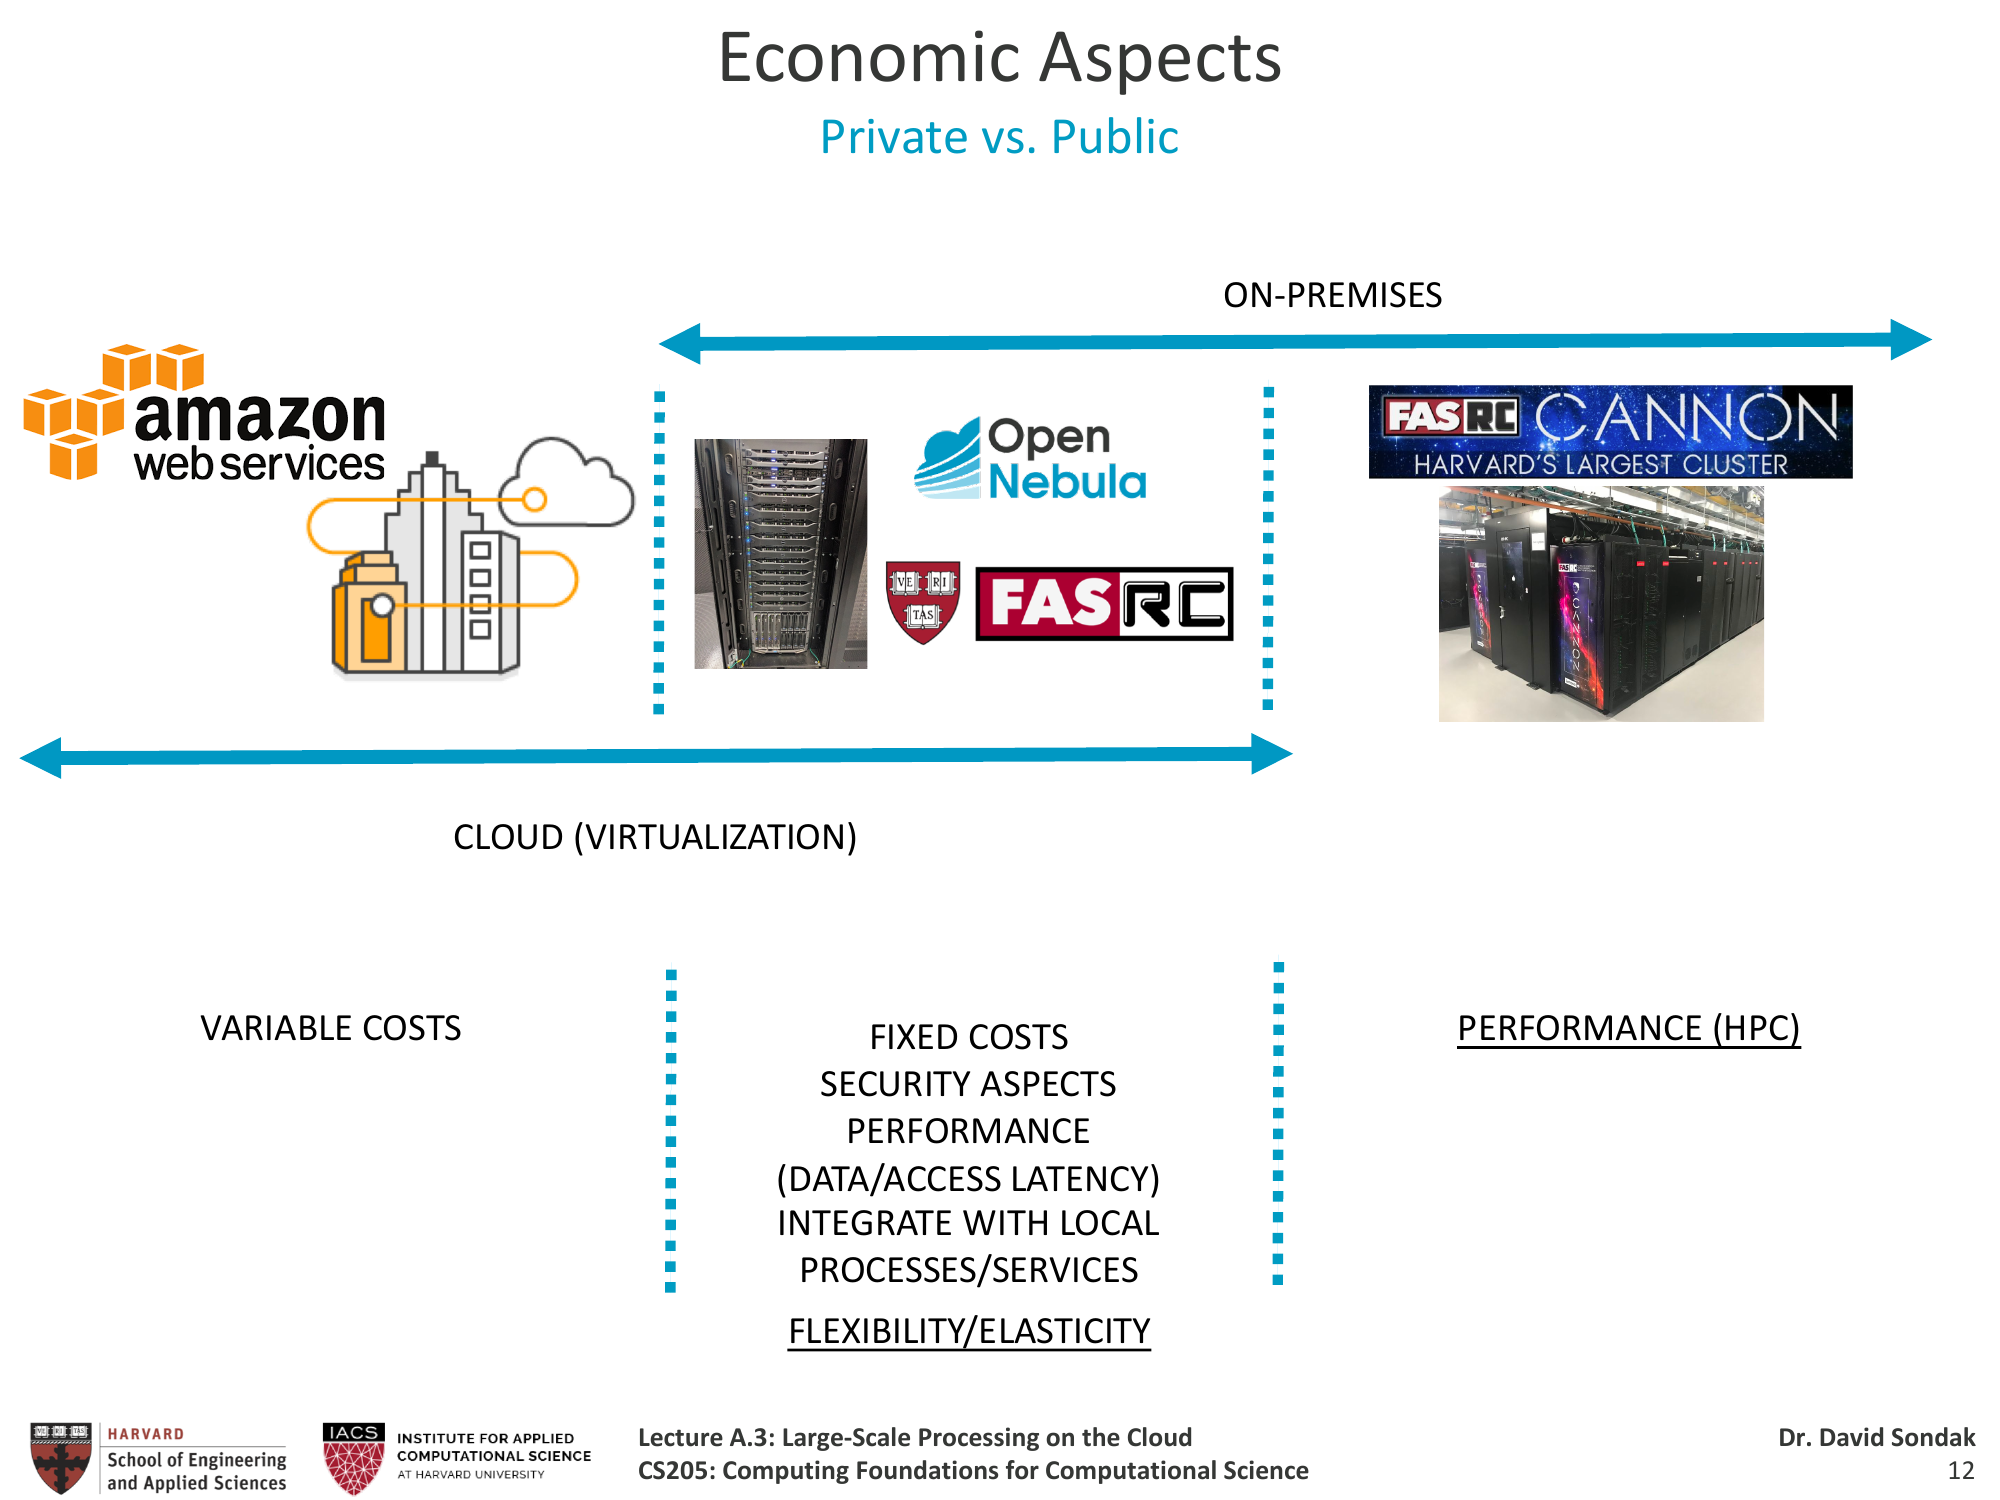 Economic Aspects
Private vs. Public
ON-PREMISES
amazon
web services
Open
Nebula
VE RI
TAS
FAS RC
FAS RC CANNON
HARVARD'S LARGEST CLUSTER
CANNON
CLOUD (VIRTUALIZATION)
VARIABLE COSTS
FIXED COSTS
SECURITY ASPECTS
PERFORMANCE
(DATA/ACCESS LATENCY)
INTEGRATE WITH LOCAL
PROCESSES/SERVICES
FLEXIBILITY/ELASTICITY
PERFORMANCE (HPC)
HARVARD
School of Engineering
and Applied Sciences
IACS
INSTITUTE FOR APPLIED
COMPUTATIONAL SCIENCE
AT HARVARD UNIVERSITY
Lecture A.3: Large-Scale Processing on the Cloud
CS205: Computing Foundations for Computational Science
Dr. David Sondak
12